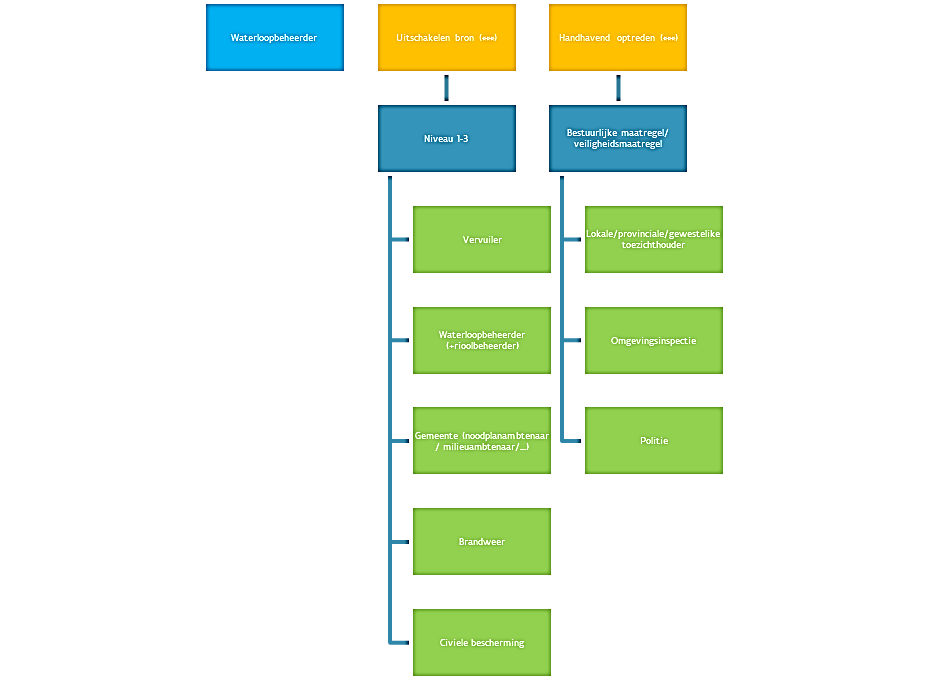 Waterloopbeheerder
Uitschakelen bron (***)
Handhavend optreden (***)
Niveau 1-3
Bestuurlijke maatregel/
veiligheidsmaatregel
Vervuiler
Lokale/provinciale/gewestelike
toezichthouder
Waterloopbeheerder
(+rioolbeheerder)
Omgevingsinspectie
Gemeente (noodplanambtenaar
/ milieuambtenaar/...)
Politie
Brandweer
Civiele bescherming